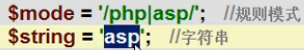 $mode = '/php|asp/';  //规则模式
$string = 'asp';  //字符串